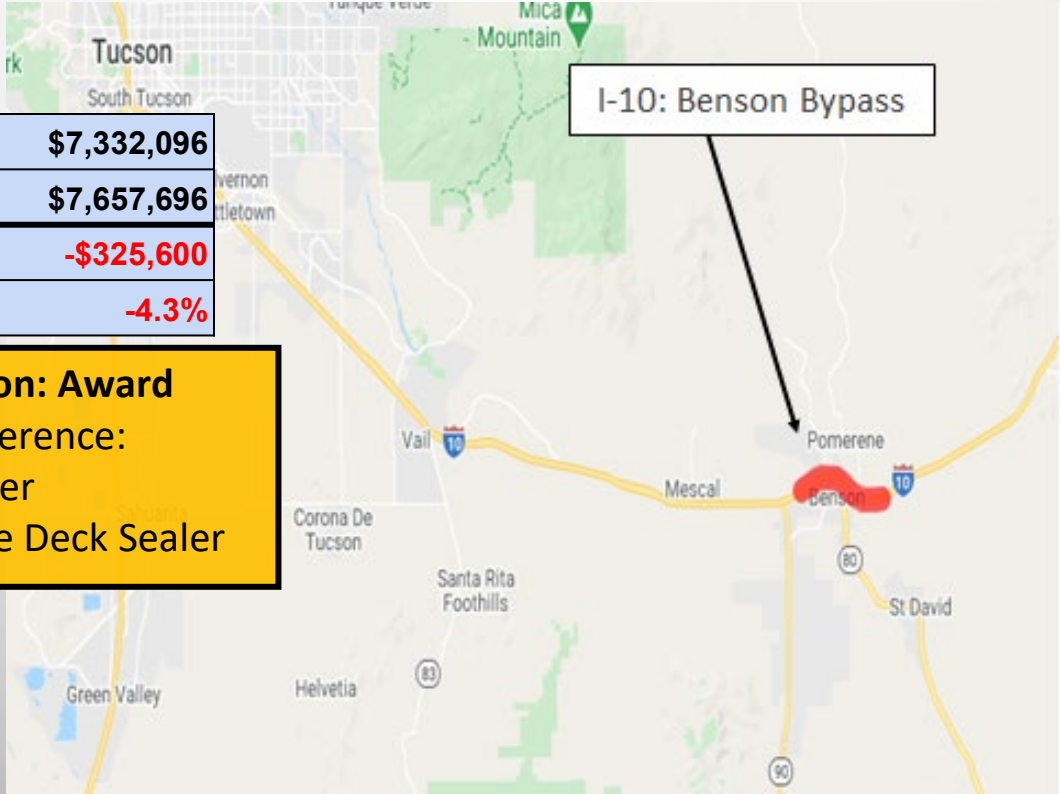 Tucson
South Tucson
Mica
Mountain
I-10: Benson Bypass
$7,332,096
$7,657,696
-$325,600
-4.3%
on: Award
erence:
er
e Deck Sealer
Vail
10
Mescal
Pomerene
Benson
10
Corona De
Tucson
80
Santa Rita
Foothills
St David
83
Green Valley
Helvetia
90